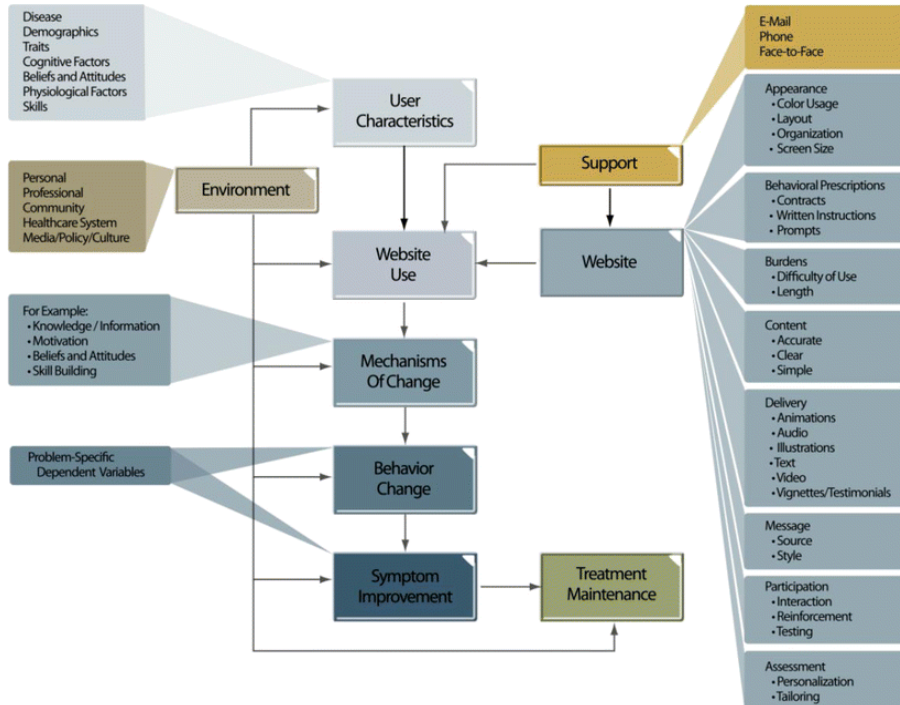 Disease
Demographics
Traits
Cognitive Factors
Beliefs and Attitudes
Physiological Factors
Skills
User
Characteristics
E-Mail
Phone
Face-to-Face
Personal
Professional
Community
Healthcare System
Media/Policy/Culture
Environment
Support
Website
Use
Website
For Example:
• Knowledge / Information
• Motivation
• Beliefs and Attitudes
• Skill Building
Mechanisms
Of Change
Problem-Specific
Dependent Variables
Behavior
Change
Symptom
Improvement
Treatment
Maintenance
Appearance
• Color Usage
• Layout
• Organization
• Screen Size
Behavioral Prescriptions
• Contracts
• Written Instructions
• Prompts
Burdens
• Difficulty of Use
• Length
Content
• Accurate
• Clear
• Simple
Delivery
• Animations
• Audio
• Illustrations
• Text
• Video
• Vignettes/Testimonials
Message
• Source
• Style
Participation
• Interaction
• Reinforcement
• Testing
Assessment
• Personalization
• Tailoring